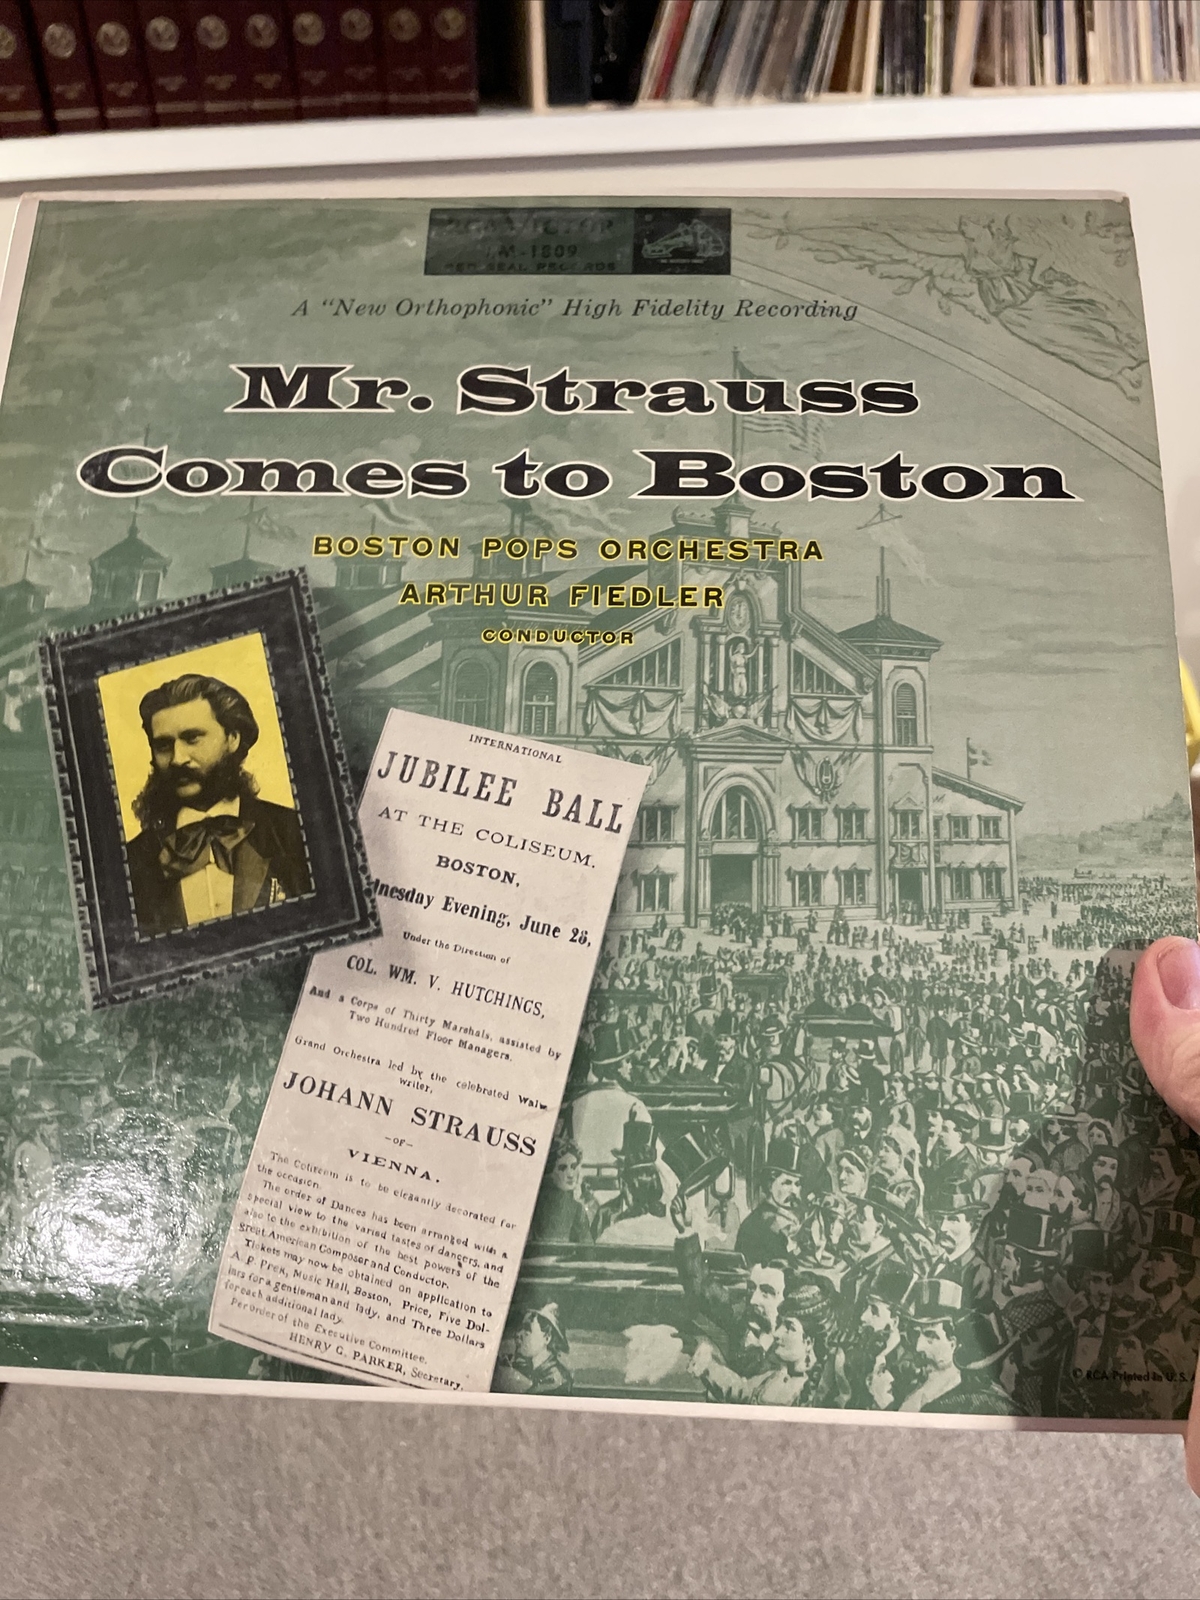 RCA VICTOR
LM-1809
RED SEAL RECORDS
A "New Orthophonic" High Fidelity Recording
Mr. Strauss
Comes to Boston
BOSTON POPS ORCHESTRA
ARTHUR FIEDLER
CONDUCTOR
INTERNATIONAL
JUBILEE BALL
AT THE COLISEUM.
BOSTON,
dnesday Evening, June 26,
Under the Direction of
COL. WM. V. HUTCHINGS,
And a Corps of Thirty Marshals, assisted by
Two Hundred Floor Managers.
Grand Orchestra led by the celebrated Waltz
writer,
JOHANN STRAUSS
—OF—
VIENNA.
The Coliseum is to be elegantly decorated for
the occasion.
The order of Dances has been arranged with a
special view to the varied tastes of dancers, and
also to the exhibition of the best powers of the
great American Composer and Conductor.
Tickets may now be obtained on application to
A. P. Peck, Music Hall, Boston, Price, Five Dol-
lars for a gentleman and lady, and Three Dollars
for each additional lady.
Per order of the Executive Committee.
HENRY G. PARKER, Secretary.
© RCA Printed in U. S. A